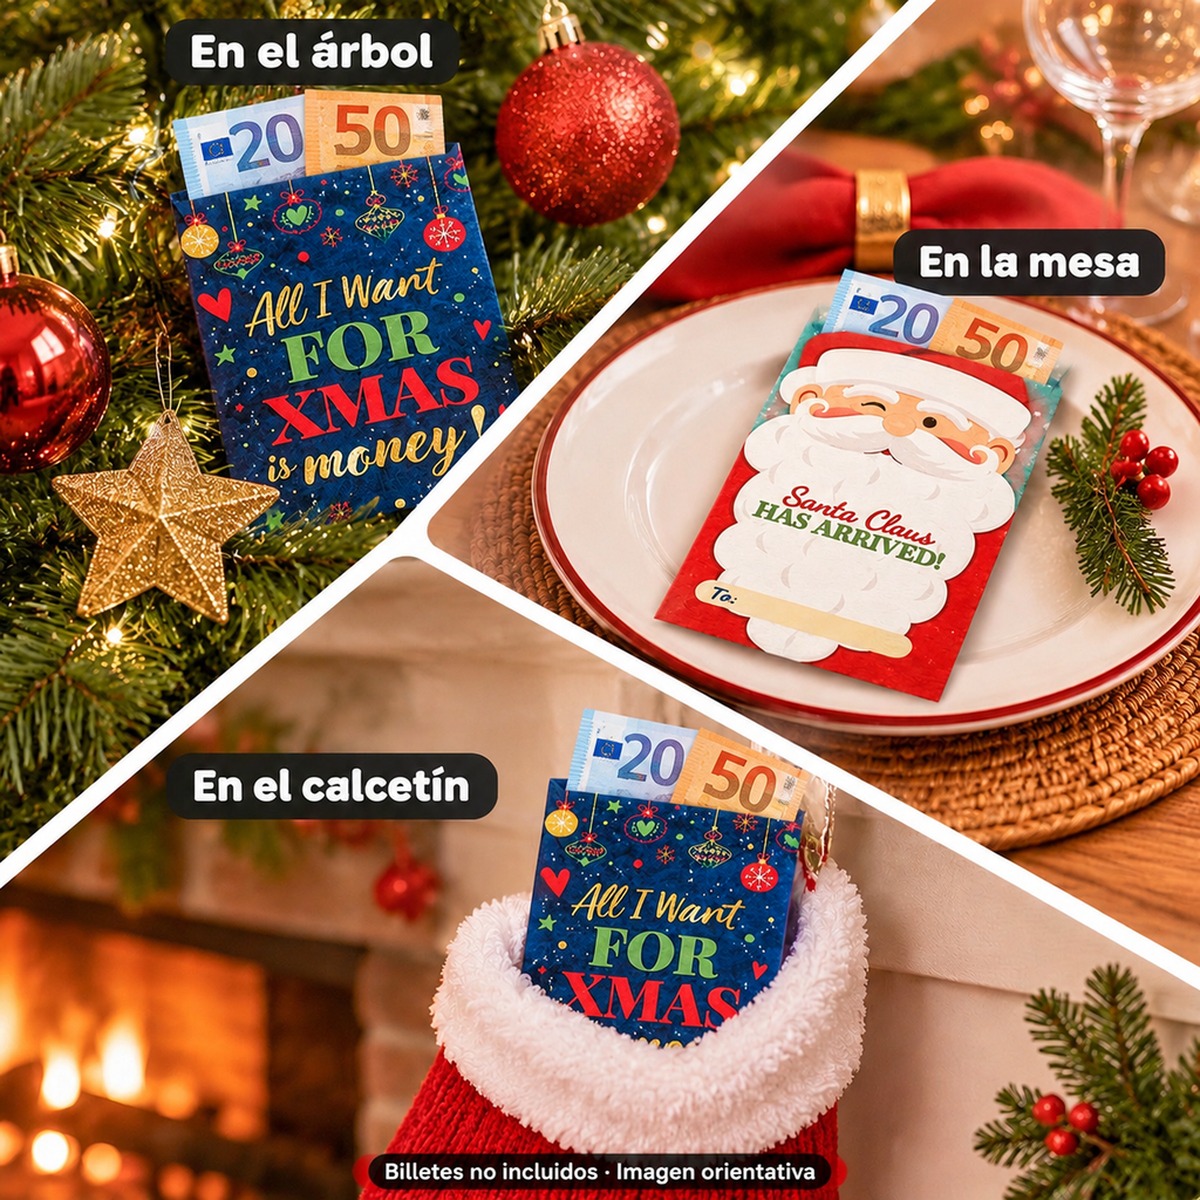 En el árbol
20 50
All I Want
FOR
XMAS
is money!
En la mesa
20 50
Santa Claus
HAS ARRIVED!
To:
En el calcetín
20 50
All I Want
FOR
XMAS
Billetes no incluidos · Imagen orientativa